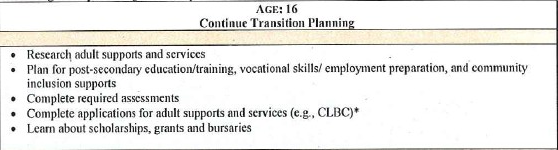 AGE: 16
Continue Transition Planning
• Research adult supports and services
• Plan for post-secondary education/training, vocational skills/ employment preparation, and community
inclusion supports
• Complete required assessments
• Complete applications for adult supports and services (e.g., CLBC)*
• Learn about scholarships, grants and bursaries